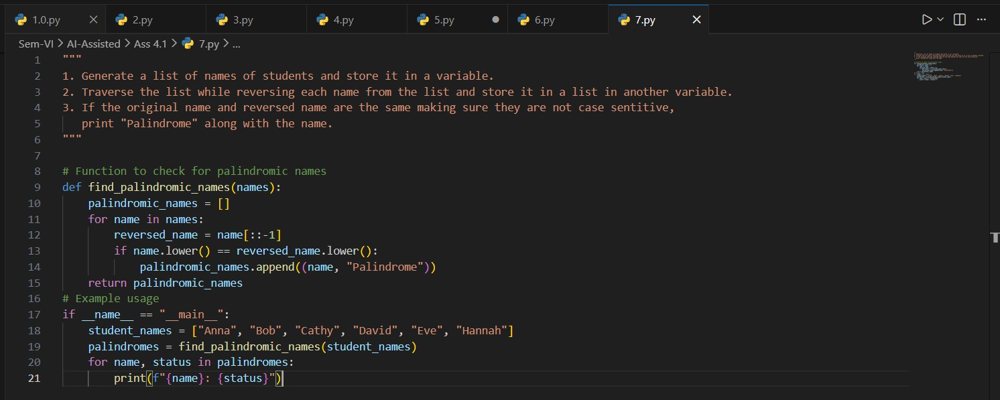 1.0.py 2.py 3.py 4.py 5.py 6.py 7.py
Sem-VI > AI-Assisted > Ass 4.1 > 7.py > ...
1 """
2 1. Generate a list of names of students and store it in a variable.
3 2. Traverse the list while reversing each name from the list and store it in a list in another variable.
4 3. If the original name and reversed name are the same making sure they are not case sentitive,
5    print "Palindrome" along with the name.
6 """
7
8 # Function to check for palindromic names
9 def find_palindromic_names(names):
10     palindromic_names = []
11     for name in names:
12         reversed_name = name[::-1]
13         if name.lower() == reversed_name.lower():
14             palindromic_names.append((name, "Palindrome"))
15     return palindromic_names
16 # Example usage
17 if __name__ == "__main__":
18     student_names = ["Anna", "Bob", "Cathy", "David", "Eve", "Hannah"]
19     palindromes = find_palindromic_names(student_names)
20     for name, status in palindromes:
21         print(f"{name}: {status}")